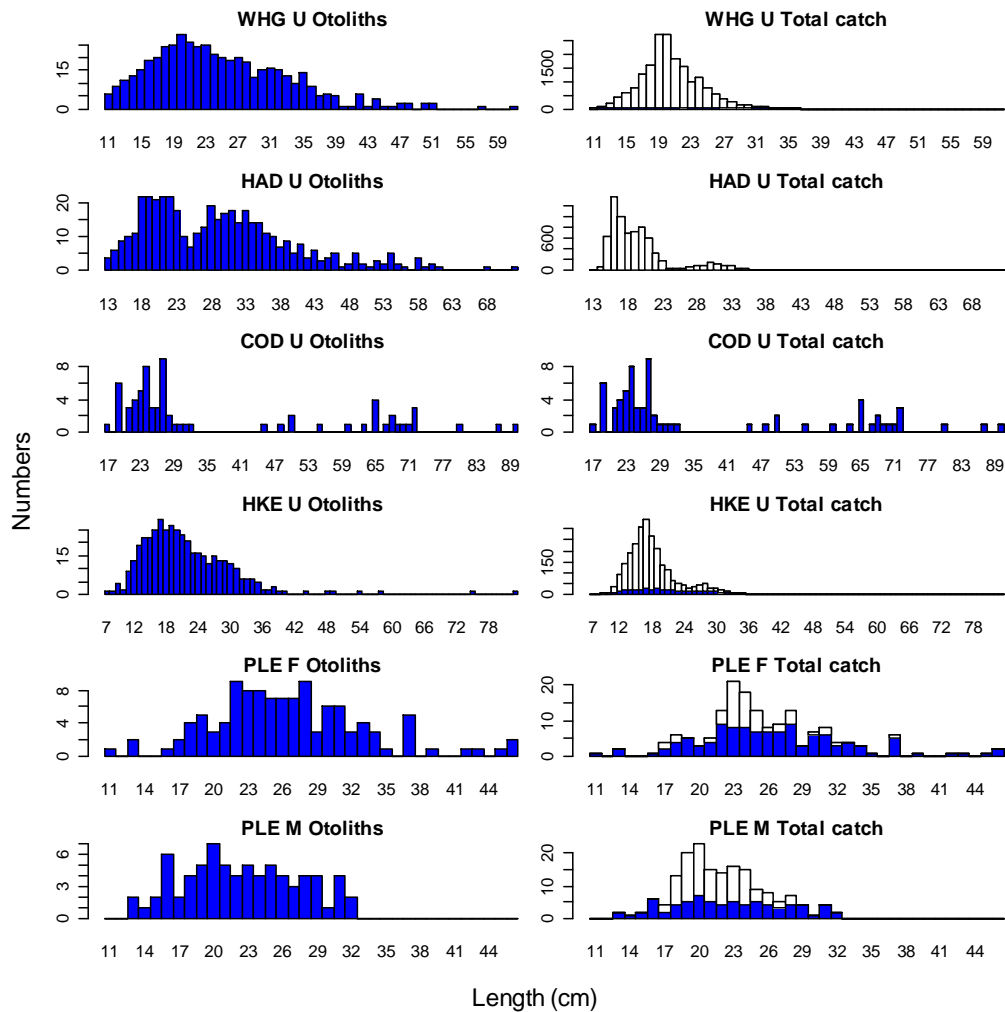 WHG U Otoliths
15
0
11 15 19 23 27 31 35 39 43 47 51 55 59
WHG U Total catch
1500
0
11 15 19 23 27 31 35 39 43 47 51 55 59
HAD U Otoliths
20
10
0
13 18 23 28 33 38 43 48 53 58 63 68
HAD U Total catch
600
0
13 18 23 28 33 38 43 48 53 58 63 68
COD U Otoliths
8
4
0
17 23 29 35 41 47 53 59 65 71 77 83 89
COD U Total catch
8
4
0
17 23 29 35 41 47 53 59 65 71 77 83 89
Numbers
HKE U Otoliths
15
0
7 12 18 24 30 36 42 48 54 60 66 72 78
HKE U Total catch
150
0
7 12 18 24 30 36 42 48 54 60 66 72 78
PLE F Otoliths
8
4
0
11 14 17 20 23 26 29 32 35 38 41 44
PLE F Total catch
20
10
0
11 14 17 20 23 26 29 32 35 38 41 44
PLE M Otoliths
6
3
0
11 14 17 20 23 26 29 32 35 38 41 44
PLE M Total catch
20
10
0
11 14 17 20 23 26 29 32 35 38 41 44
Length (cm)